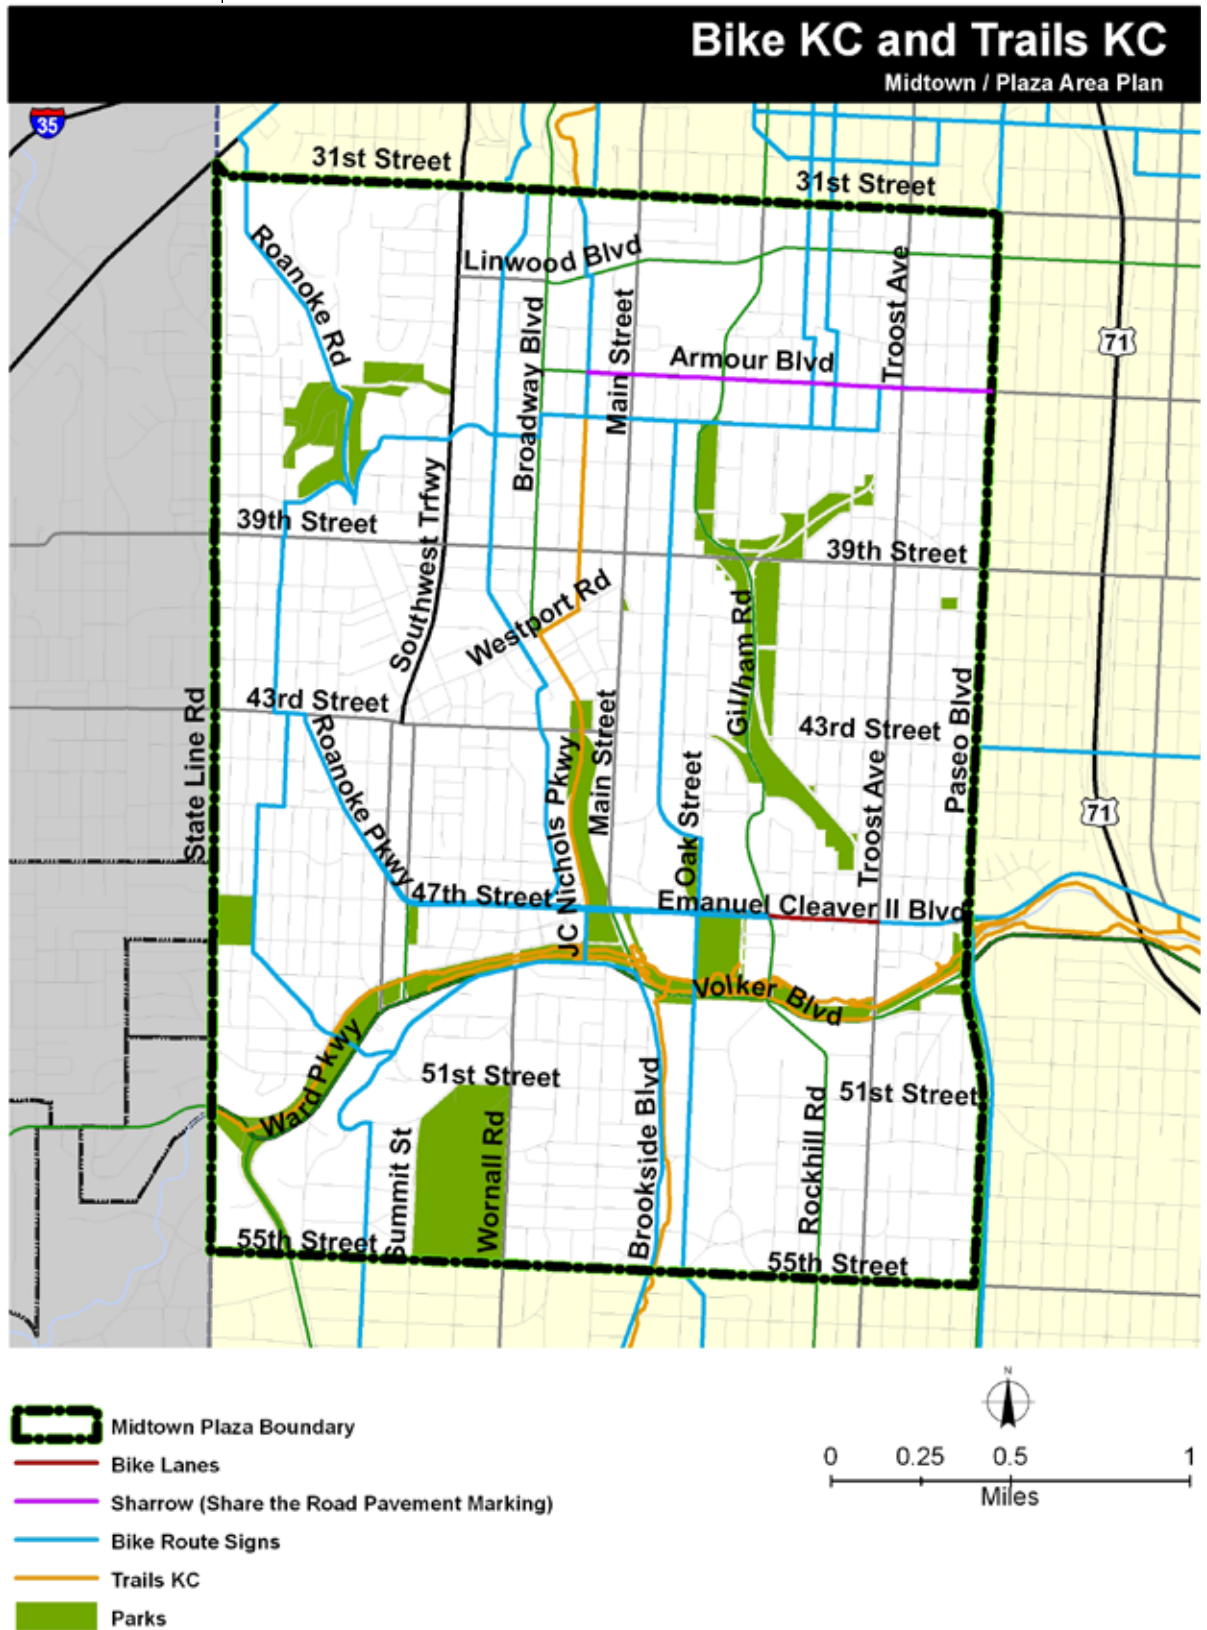 Bike KC and Trails KC
Midtown / Plaza Area Plan
35
31st Street
31st Street
Roanoke Rd
Linwood Blvd
Troost Ave
71
Broadway Blvd
Main Street
Armour Blvd
39th Street
Southwest Trfwy
39th Street
Westport Rd
Gillham Rd
State Line Rd
43rd Street
Main Street
43rd Street
Paseo Blvd
Roanoke Pkwy
JC Nichols Pkwy
Oak Street
Troost Ave
71
47th Street
Emanuel Cleaver II Blvd
Volker Blvd
Ward Pkwy
51st Street
51st Street
Summit St
Wornall Rd
Brookside Blvd
Rockhill Rd
55th Street
55th Street
Midtown Plaza Boundary
Bike Lanes
Sharrow (Share the Road Pavement Marking)
Bike Route Signs
Trails KC
Parks
N
0 0.25 0.5 1
Miles